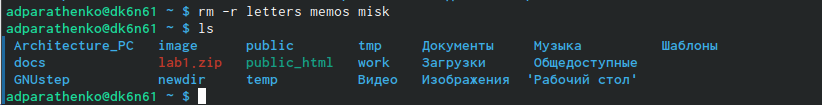 adparathenko@dk6n61 ~ $ rm -r letters memos misk
adparathenko@dk6n61 ~ $ ls
Architecture_PC image public tmp Документы Музыка Шаблоны
docs lab1.zip public_html work Загрузки Общедоступные
GNUstep newdir temp Видео Изображения 'Рабочий стол'
adparathenko@dk6n61 ~ $